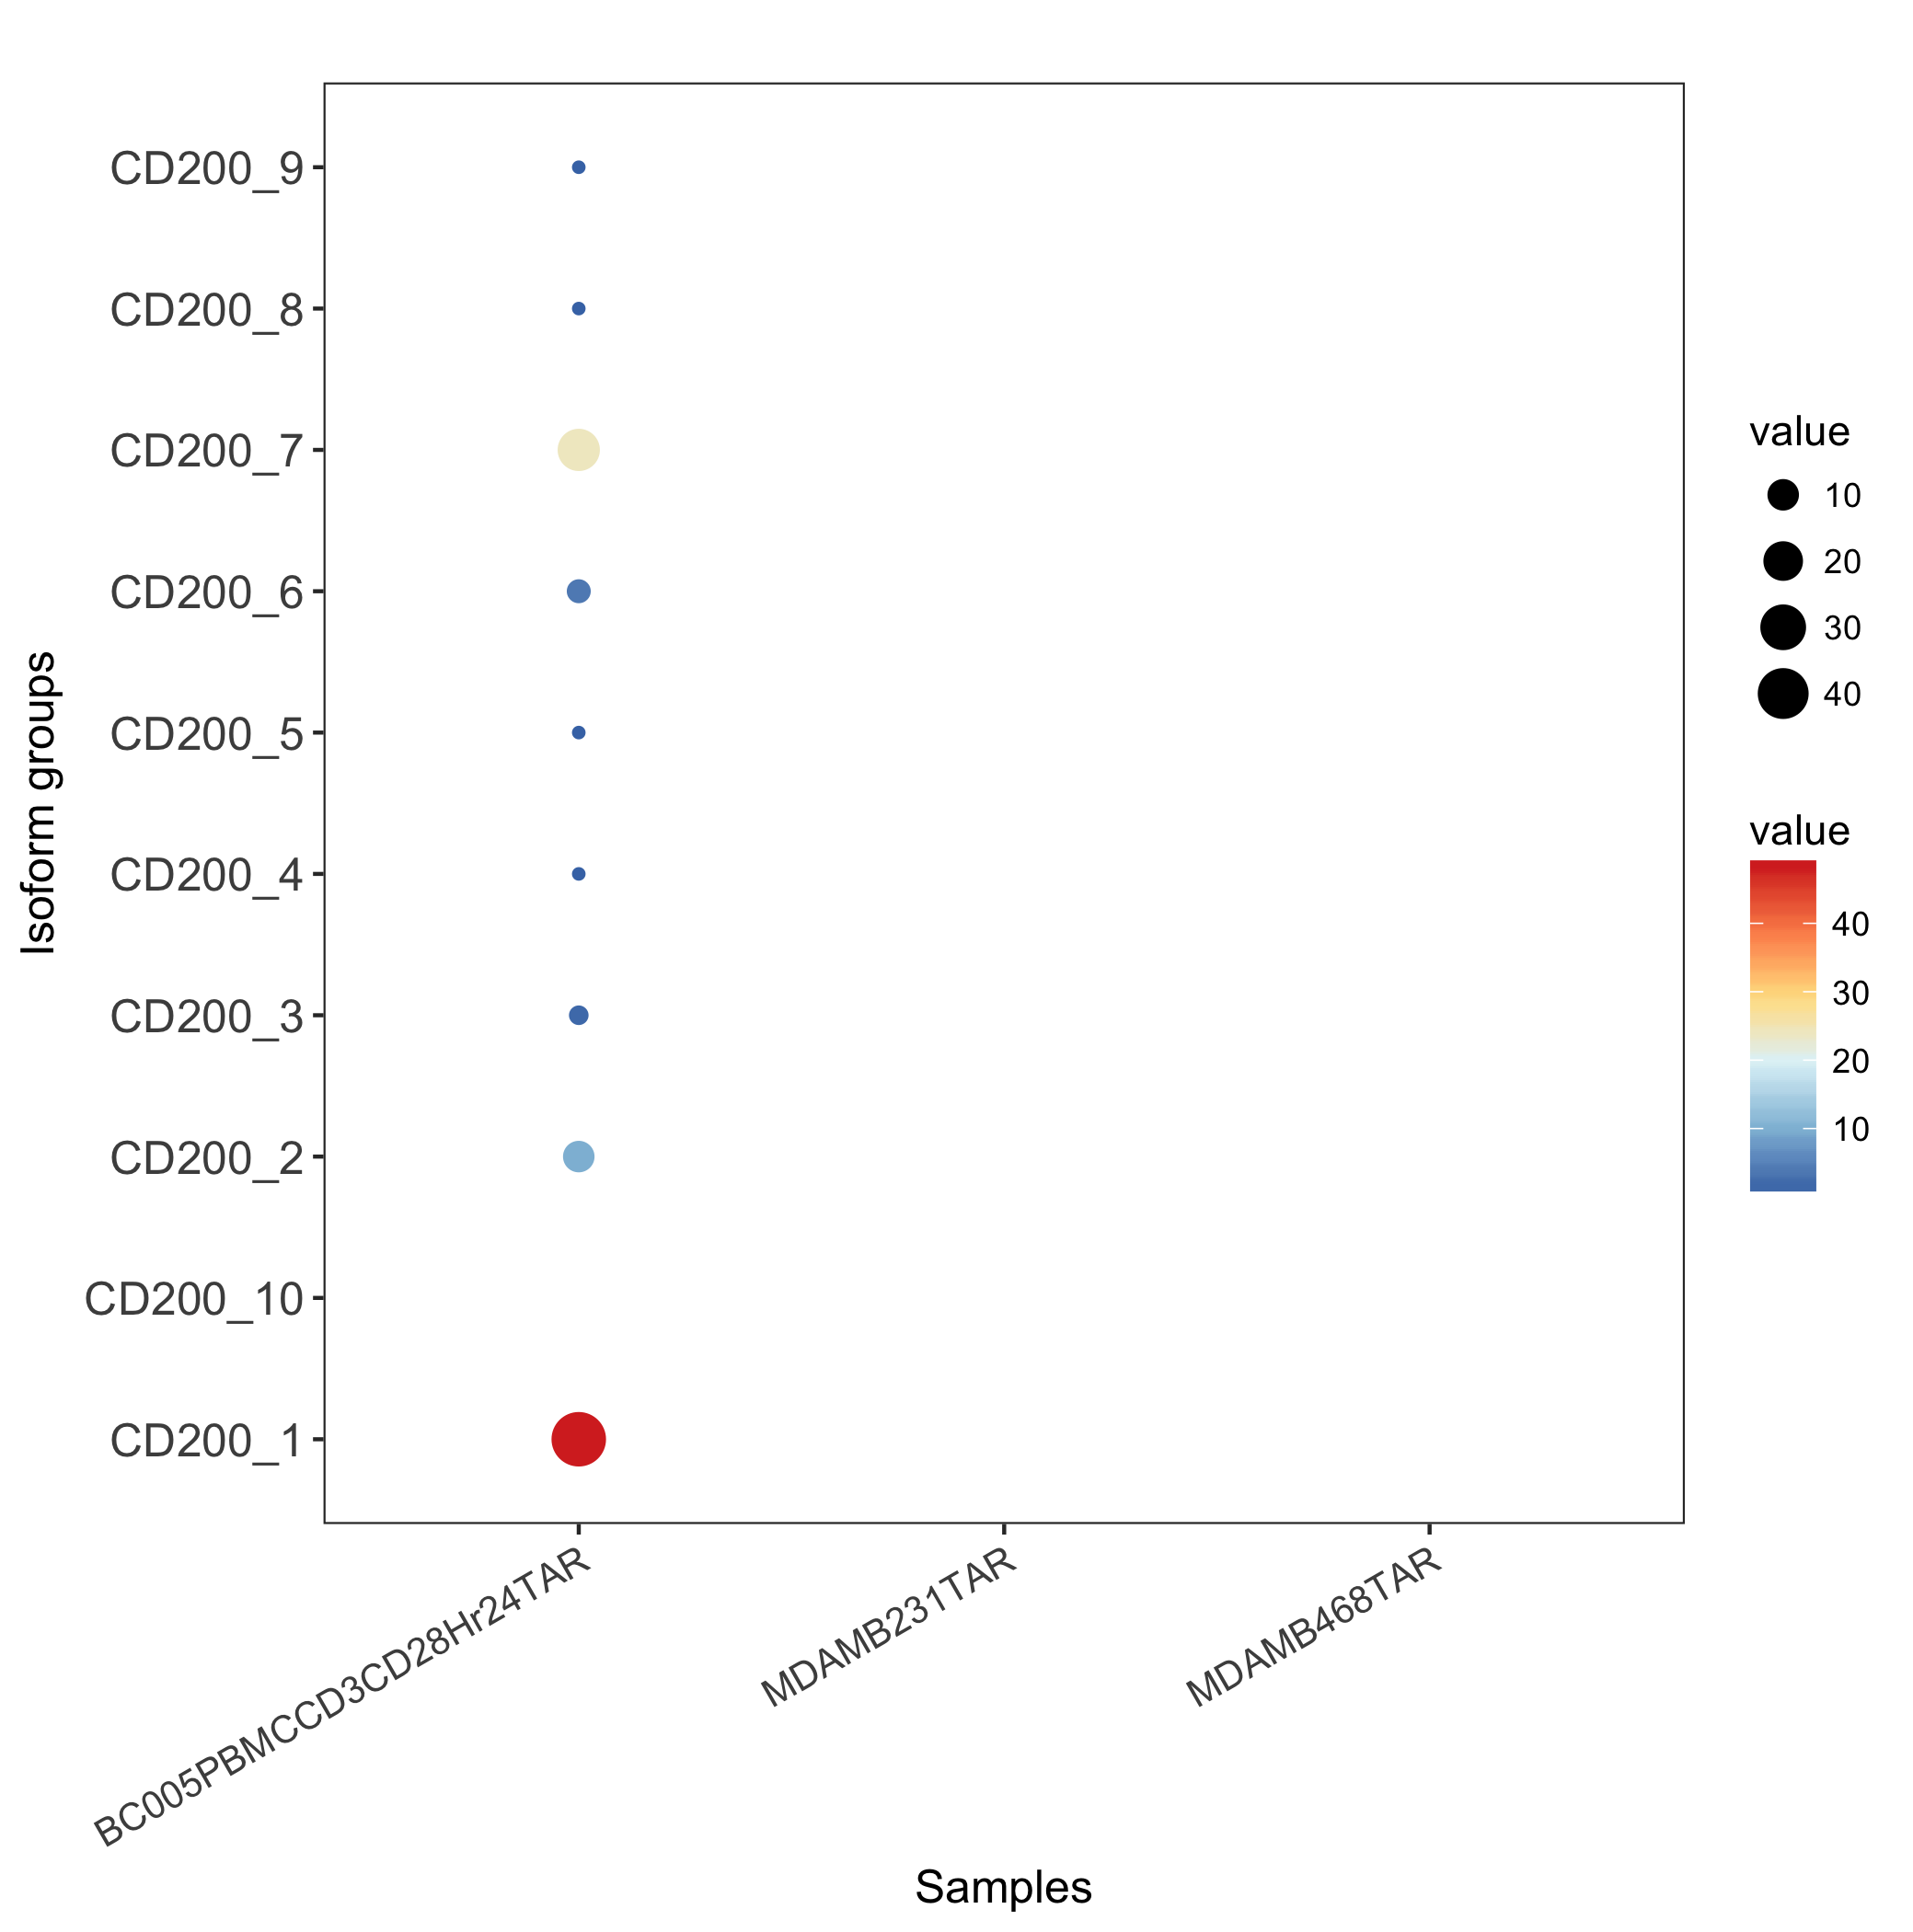 CD200_9
CD200_8
CD200_7
CD200_6
CD200_5
CD200_4
CD200_3
CD200_2
CD200_10
CD200_1
Isoform groups
BC005PBMCCD3CD28Hr24TAR
MDAMB231TAR
MDAMB468TAR
Samples
value
10
20
30
40
value
40
30
20
10